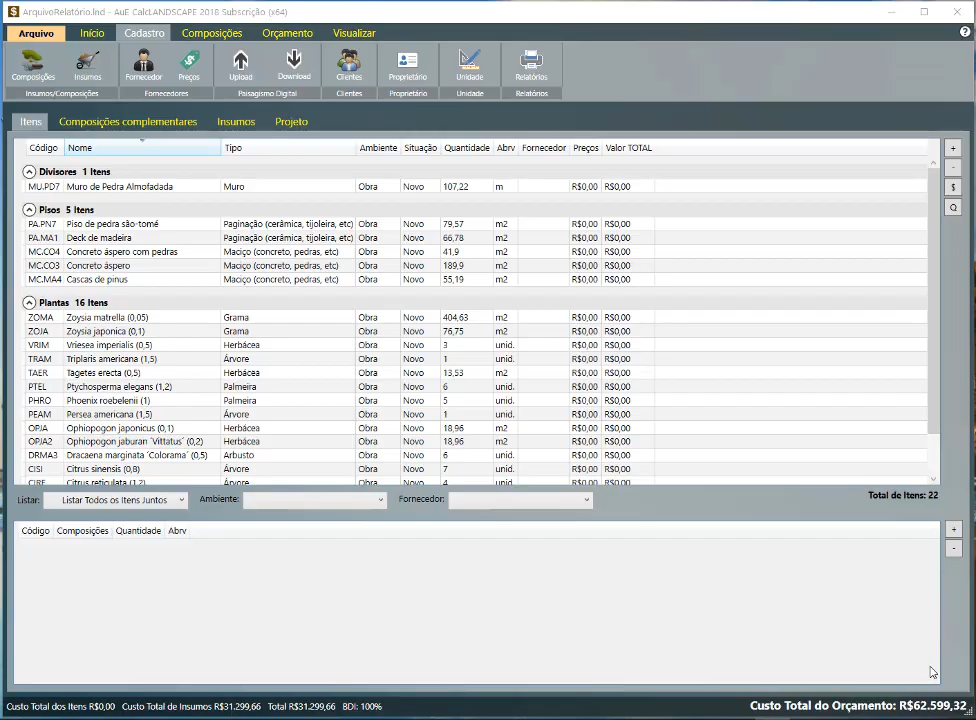 ArquivoRelatório.lnd - AuE CalcLANDSCAPE 2018 Subscrição (x64)
Arquivo Início Cadastro Composições Orçamento Visualizar
Composições Insumos Fornecedor Preços Upload Download Clientes Proprietário Unidade Relatórios
Insumos/Composições Fornecedores Paisagismo Digital Clientes Proprietário Unidade Relatórios
Itens Composições complementares Insumos Projeto
Código Nome Tipo Ambiente Situação Quantidade Abrv Fornecedor Preços Valor TOTAL +
Divisores 1 Itens -
MU.PD7 Muro de Pedra Almofadada Muro Obra Novo 107,22 m R$0,00 R$0,00 $
Pisos 5 Itens Q
PA.PN7 Piso de pedra são-tomé Paginação (cerâmica, tijoleira, etc) Obra Novo 79,57 m2 R$0,00 R$0,00
PA.MA1 Deck de madeira Paginação (cerâmica, tijoleira, etc) Obra Novo 66,78 m2 R$0,00 R$0,00
MC.CO4 Concreto áspero com pedras Maciço (concreto, pedras, etc) Obra Novo 41,9 m2 R$0,00 R$0,00
MC.CO3 Concreto áspero Maciço (concreto, pedras, etc) Obra Novo 189,9 m2 R$0,00 R$0,00
MC.MA4 Cascas de pinus Maciço (concreto, pedras, etc) Obra Novo 55,19 m2 R$0,00 R$0,00
Plantas 16 Itens
ZOMA Zoysia matrella (0,05) Grama Obra Novo 404,63 m2 R$0,00 R$0,00
ZOJA Zoysia japonica (0,1) Grama Obra Novo 76,75 m2 R$0,00 R$0,00
VRIM Vriesea imperialis (0,5) Herbácea Obra Novo 3 unid. R$0,00 R$0,00
TRAM Triplaris americana (1,5) Árvore Obra Novo 1 unid. R$0,00 R$0,00
TAER Tagetes erecta (0,5) Herbácea Obra Novo 13,53 m2 R$0,00 R$0,00
PTEL Ptychosperma elegans (1,2) Palmeira Obra Novo 6 unid. R$0,00 R$0,00
PHRO Phoenix roebelenii (1) Palmeira Obra Novo 5 unid. R$0,00 R$0,00
PEAM Persea americana (1,5) Árvore Obra Novo 1 unid. R$0,00 R$0,00
OPJA Ophiopogon japonicus (0,1) Herbácea Obra Novo 18,96 m2 R$0,00 R$0,00
OPJA2 Ophiopogon jaburan ´Vittatus´ (0,2) Herbácea Obra Novo 18,96 m2 R$0,00 R$0,00
DRMA3 Dracaena marginata ´Colorama´ (0,5) Arbusto Obra Novo 6 unid. R$0,00 R$0,00
CISI Citrus sinensis (0,8) Árvore Obra Novo 7 unid. R$0,00 R$0,00
CIRE Citrus reticulata (1,2) Árvore Obra Novo 4 unid. R$0,00 R$0,00
Listar: Listar Todos os Itens Juntos Ambiente: Fornecedor: Total de Itens: 22
Código Composições Quantidade Abrv +
-
Custo Total dos Itens R$0,00 Custo Total de Insumos R$31.299,66 Total R$31.299,66 BDI: 100% Custo Total do Orçamento: R$62.599,32